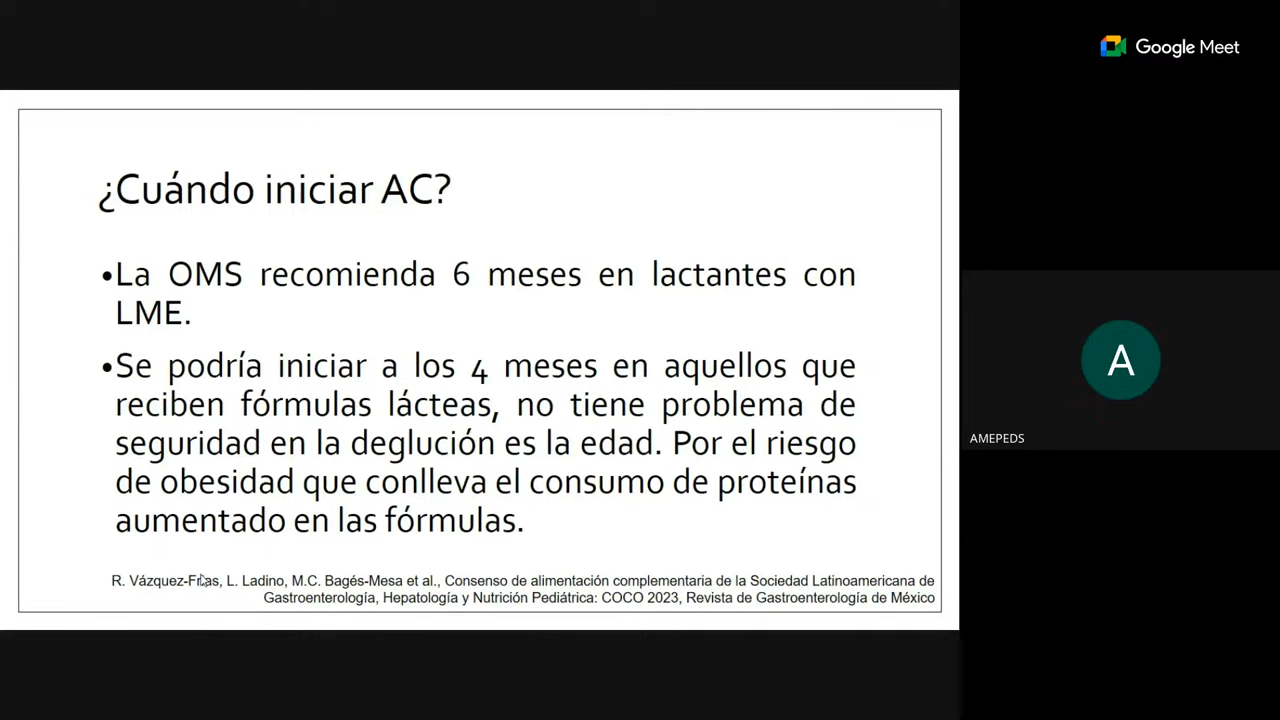 Google Meet
¿Cuándo iniciar AC?
•La OMS recomienda 6 meses en lactantes con
LME.
•Se podría iniciar a los 4 meses en aquellos que
reciben fórmulas lácteas, no tiene problema de
seguridad en la deglución es la edad. Por el riesgo
de obesidad que conlleva el consumo de proteínas
aumentado en las fórmulas.
R. Vázquez-Frias, L. Ladino, M.C. Bagés-Mesa et al., Consenso de alimentación complementaria de la Sociedad Latinoamericana de
Gastroenterología, Hepatología y Nutrición Pediátrica: COCO 2023, Revista de Gastroenterología de México
A
AMEPEDS